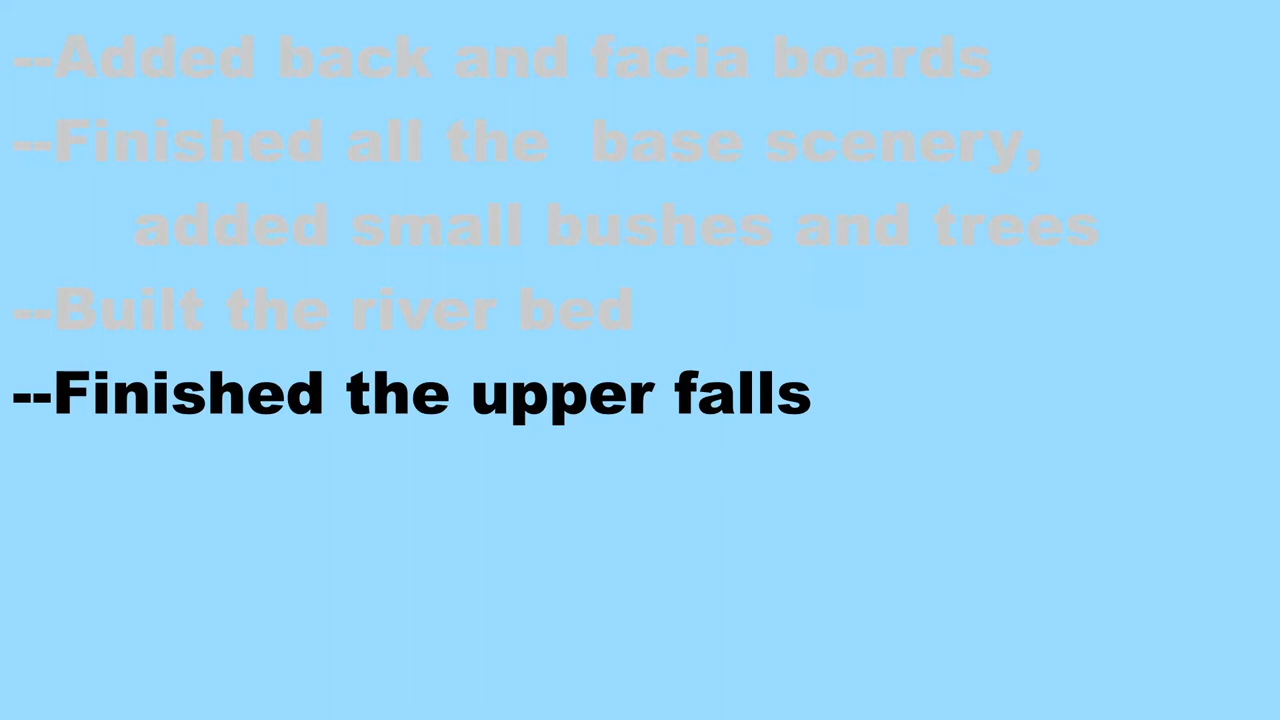 --Added back and facia boards
--Finished all the  base scenery,
added small bushes and trees
--Built the river bed
--Finished the upper falls